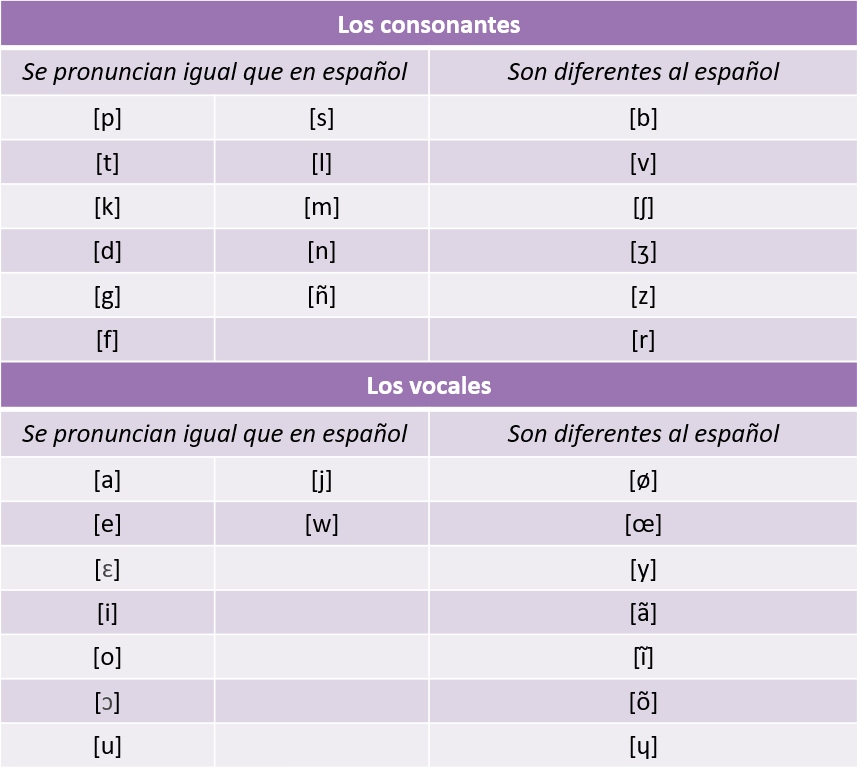 Los consonantes
Se pronuncian igual que en español Son diferentes al español
[p] [s] [b]
[t] [l] [v]
[k] [m] [ʃ]
[d] [n] [ʒ]
[g] [ñ] [z]
[f] [r]
Los vocales
Se pronuncian igual que en español Son diferentes al español
[a] [j] [ø]
[e] [w] [œ]
[ɛ] [y]
[i] [ã]
[o] [ĩ]
[ɔ] [õ]
[u] [ɥ]